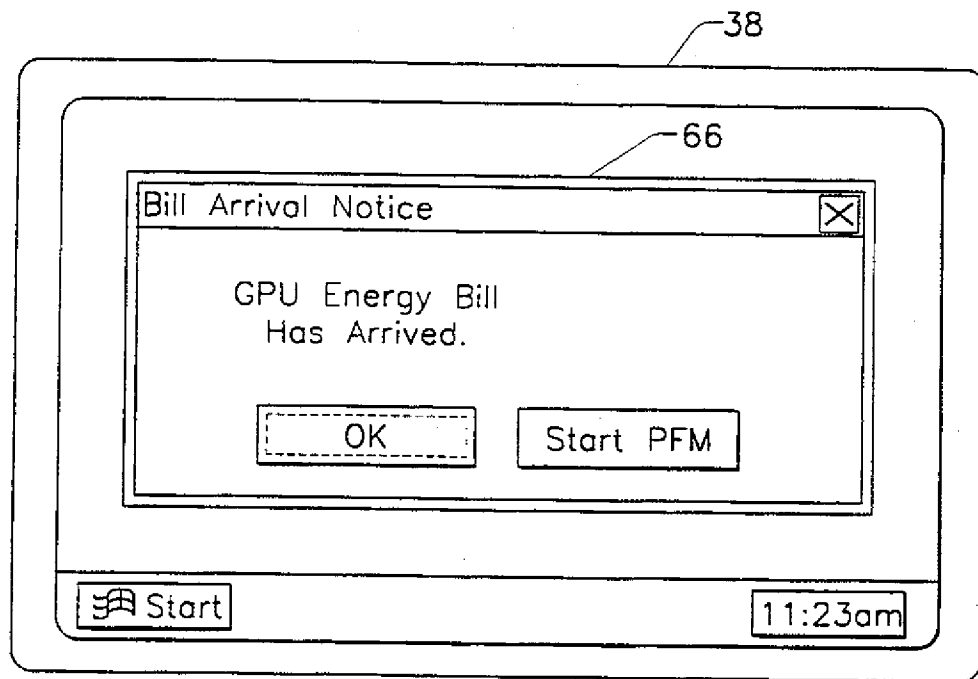 38
66
Bill Arrival Notice
GPU Energy Bill
Has Arrived.
OK Start PFM
Start 11:23am